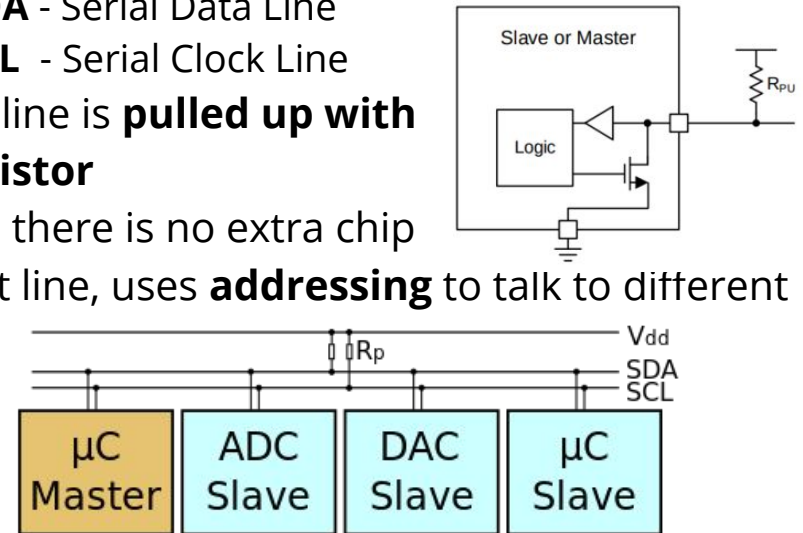 A - Serial Data Line
L - Serial Clock Line
line is pulled up with
istor
there is no extra chip
t line, uses addressing to talk to different
Slave or Master
Logic
RPU
Vdd
Rp
SDA
SCL
µC
Master
ADC
Slave
DAC
Slave
µC
Slave